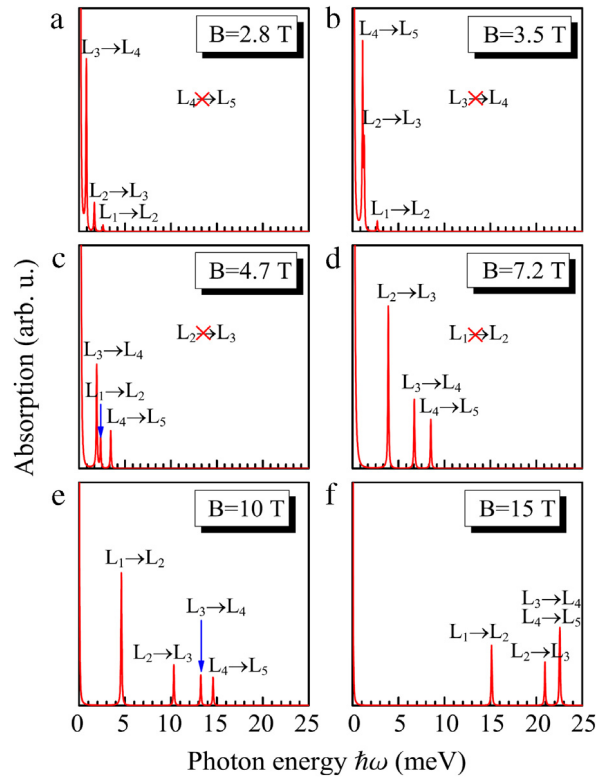 a
B=2.8 T
L₃→L₄
L₄→L₅
L₂→L₃
L₁→L₂
b
B=3.5 T
L₄→L₅
L₃→L₄
L₂→L₃
L₁→L₂
c
B=4.7 T
L₂→L₃
L₃→L₄
L₁→L₂
L₄→L₅
d
B=7.2 T
L₂→L₃
L₁→L₂
L₃→L₄
L₄→L₅
Absorption (arb. u.)
e
B=10 T
L₁→L₂
L₃→L₄
L₂→L₃
L₄→L₅
0 5 10 15 20 25
f
B=15 T
L₃→L₄
L₄→L₅
L₁→L₂
L₂→L₃
0 5 10 15 20 25
Photon energy ℏω (meV)